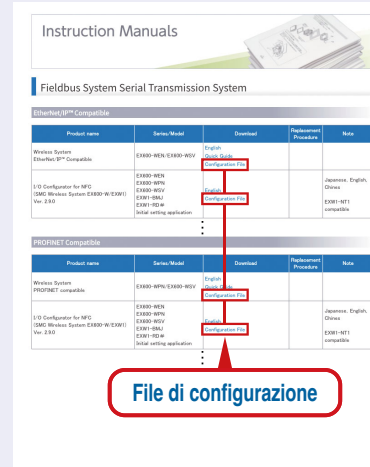 Instruction Manuals
Fieldbus System Serial Transmission System
EtherNet/IP™ Compatible
Product name Series/Model Download Replacement Procedure Note
Wireless System
EtherNet/IP™ Compatible
EX600-WEN/EX600-WSV
English
Quick Guide
Configuration File
I/O Configurator for NFC
(SMC Wireless System EX600-W/EXW1)
Ver. 2.9.0
EX600-WEN
EX600-WPN
EX600-WSV
EXW1-BMJ
EXW1-RD※
Initial setting application
English
Configuration File
Japanese, English,
Chines
EXW1-NT1
compatible
PROFINET Compatible
Product name Series/Model Download Replacement Procedure Note
Wireless System
PROFINET compatible
EX600-WPN/EX600-WSV
English
Quick Guide
Configuration File
I/O Configurator for NFC
(SMC Wireless System EX600-W/EXW1)
Ver. 2.9.0
EX600-WEN
EX600-WPN
EX600-WSV
EXW1-BMJ
EXW1-RD※
Initial setting application
English
Configuration File
Japanese, English,
Chines
EXW1-NT1
compatible
File di configurazione